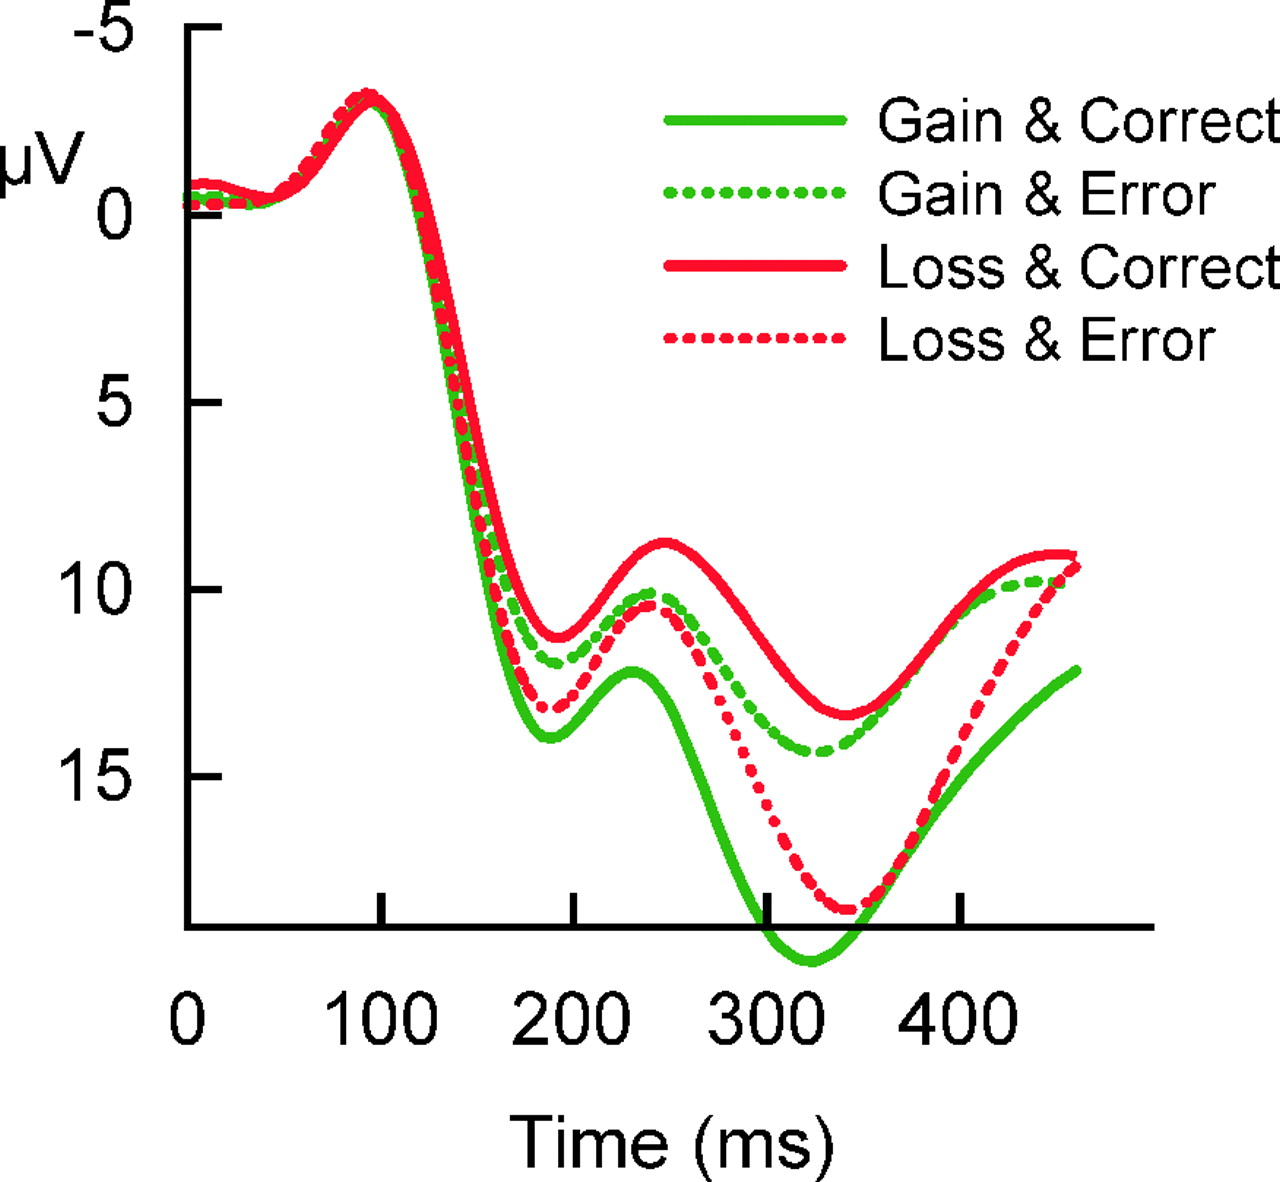 -5
µV
0
5
10
15
Gain & Correct
Gain & Error
Loss & Correct
Loss & Error
0 100 200 300 400
Time (ms)